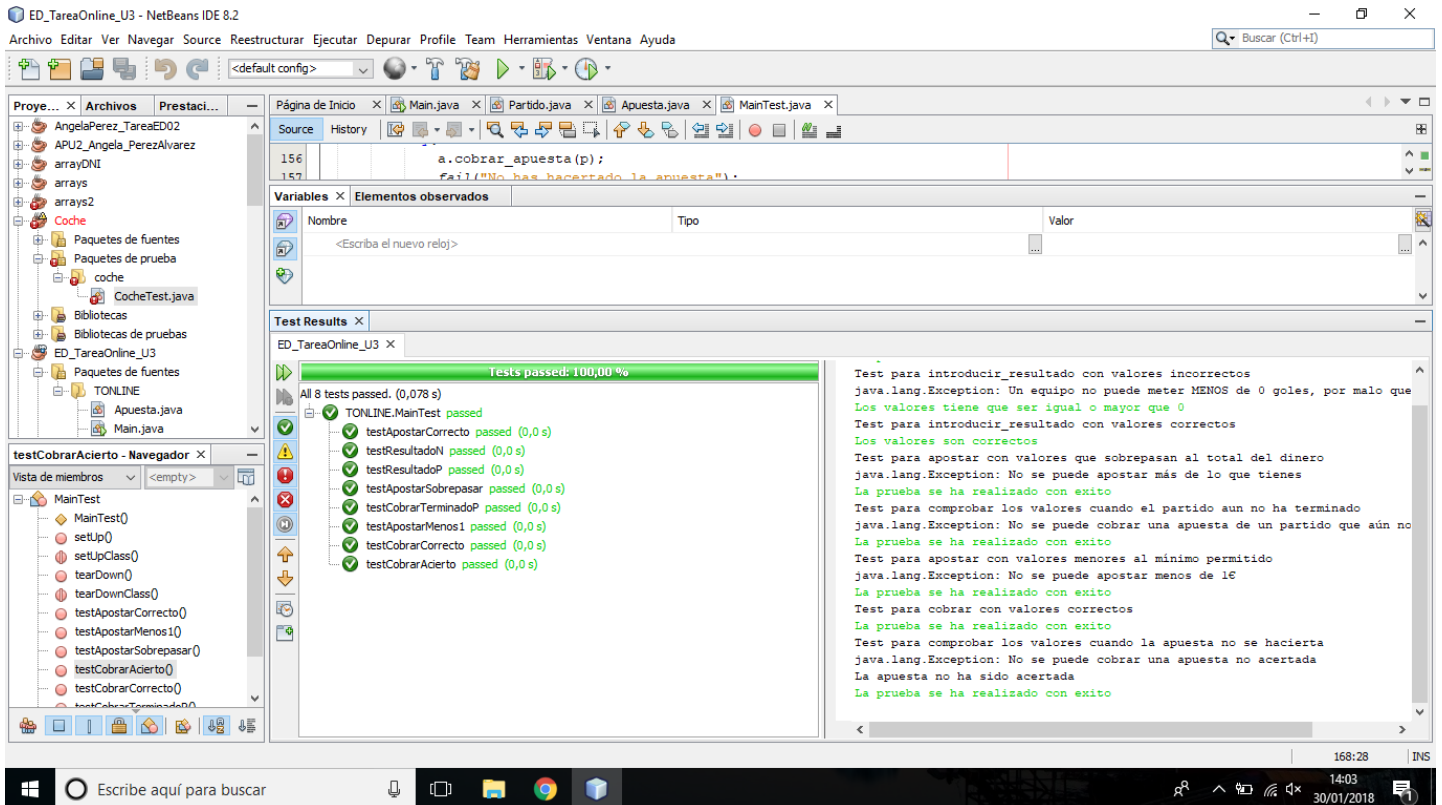 ED_TareaOnline_U3 - NetBeans IDE 8.2
Archivo Editar Ver Navegar Source Reestructurar Ejecutar Depurar Profile Team Herramientas Ventana Ayuda
Buscar (Ctrl+I)
<default config>
Proye... Archivos Prestaci...
AngelaPerez_TareaED02
APU2_Angela_PerezAlvarez
arrayDNI
arrays
arrays2
Coche
Paquetes de fuentes
Paquetes de prueba
coche
CocheTest.java
Bibliotecas
Bibliotecas de pruebas
ED_TareaOnline_U3
Paquetes de fuentes
TONLINE
Apuesta.java
Main.java
testCobrarAcierto - Navegador
Vista de miembros <empty>
MainTest
MainTest()
setUp()
setUpClass()
tearDown()
tearDownClass()
testApostarCorrecto()
testApostarMenos1()
testApostarSobrepasar()
testCobrarAcierto()
testCobrarCorrecto()
testCobrarTerminadoP()
Página de Inicio Main.java Partido.java Apuesta.java MainTest.java
Source History
156 a.cobrar_apuesta(p);
157 fail("No has hacertado la apuesta");
Variables Elementos observados
Nombre Tipo Valor
<Escriba el nuevo reloj> ... ...
Test Results
ED_TareaOnline_U3
Tests passed: 100,00 %
All 8 tests passed. (0,078 s)
TONLINE.MainTest passed
testApostarCorrecto passed (0,0 s)
testResultadoN passed (0,0 s)
testResultadoP passed (0,0 s)
testApostarSobrepasar passed (0,0 s)
testCobrarTerminadoP passed (0,0 s)
testApostarMenos1 passed (0,0 s)
testCobrarCorrecto passed (0,0 s)
testCobrarAcierto passed (0,0 s)
Test para introducir_resultado con valores incorrectos
java.lang.Exception: Un equipo no puede meter MENOS de 0 goles, por malo que
Los valores tiene que ser igual o mayor que 0
Test para introducir_resultado con valores correctos
Los valores son correctos
Test para apostar con valores que sobrepasan al total del dinero
java.lang.Exception: No se puede apostar más de lo que tienes
La prueba se ha realizado con exito
Test para comprobar los valores cuando el partido aun no ha terminado
java.lang.Exception: No se puede cobrar una apuesta de un partido que aún no
La prueba se ha realizado con exito
Test para apostar con valores menores al mínimo permitido
java.lang.Exception: No se puede apostar menos de 1€
La prueba se ha realizado con exito
Test para cobrar con valores correctos
La prueba se ha realizado con exito
Test para comprobar los valores cuando la apuesta no se hacierta
java.lang.Exception: No se puede cobrar una apuesta no acertada
La apuesta no ha sido acertada
La prueba se ha realizado con exito
168:28 INS
Escribe aquí para buscar
14:03
30/01/2018
1